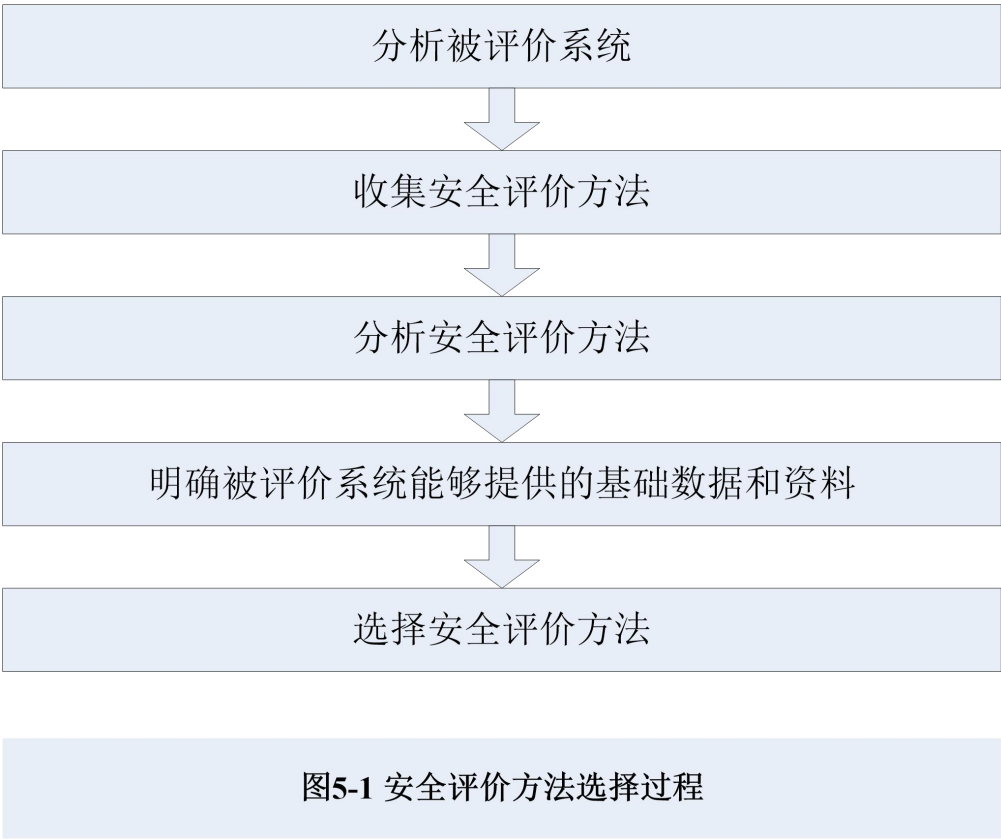 分析被评价系统
收集安全评价方法
分析安全评价方法
明确被评价系统能够提供的基础数据和资料
选择安全评价方法
图5-1 安全评价方法选择过程